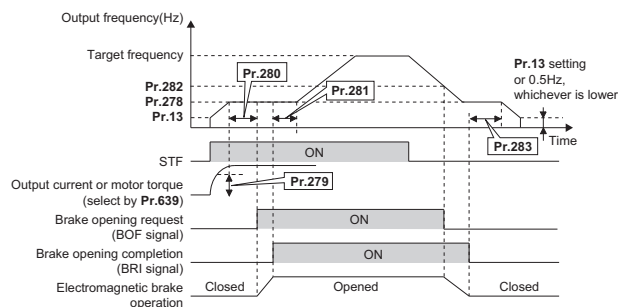 Output frequency(Hz)
Target frequency
Pr.280
Pr.13 setting
or 0.5Hz,
whichever is lower
Pr.282
Pr.281
Pr.278
Pr.13
Time
Pr.283
STF
ON
Output current or motor torque
(select by Pr.639)
Pr.279
Brake opening request
(BOF signal)
ON
Brake opening completion
(BRI signal)
ON
Electromagnetic brake
operation
Closed
Opened
Closed